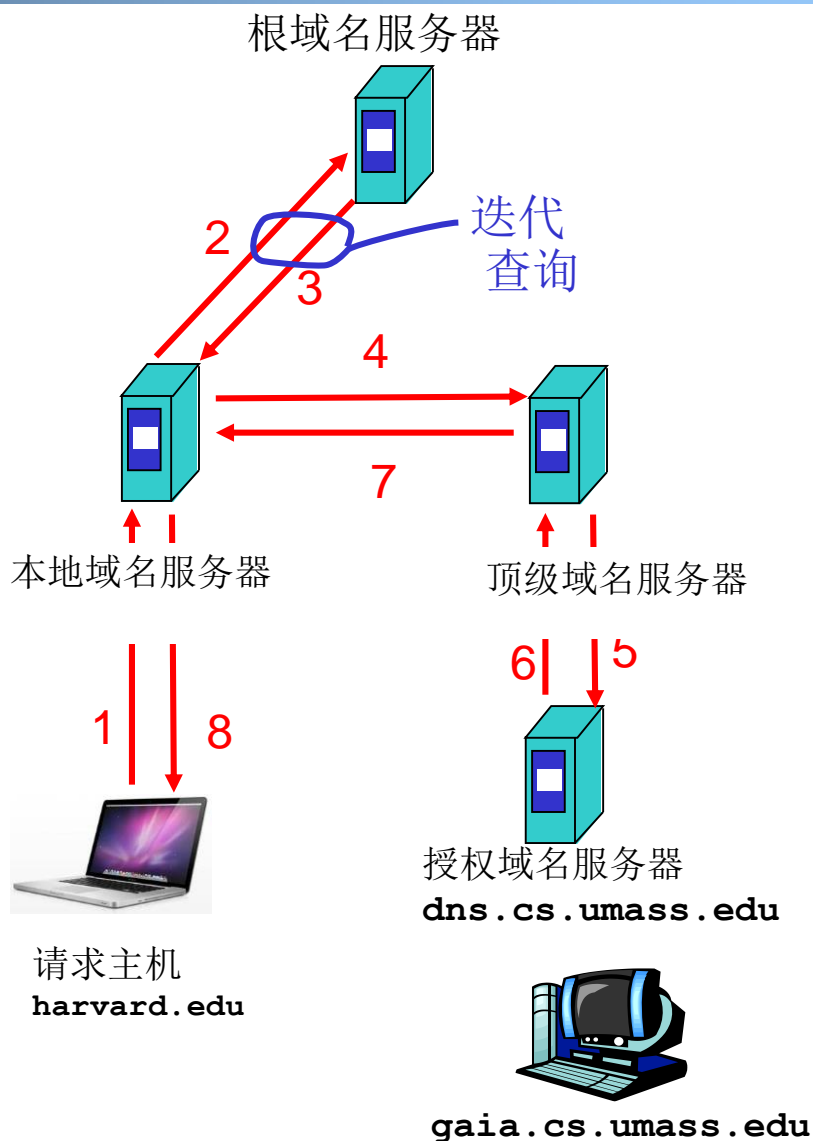 根域名服务器
2
迭代
查询
3
4
7
本地域名服务器
顶级域名服务器
6
5
1
8
授权域名服务器
dns.cs.umass.edu
请求主机
harvard.edu
gaia.cs.umass.edu